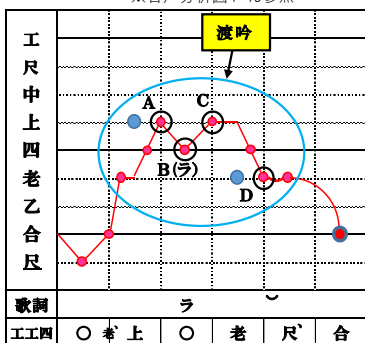 渡吟
工
尺
中
上
四
老
乙
合
尺
A
C
B(ラ)
D
歌詞 ラ
工工四 〇 老、 上 〇 老 尺、 合